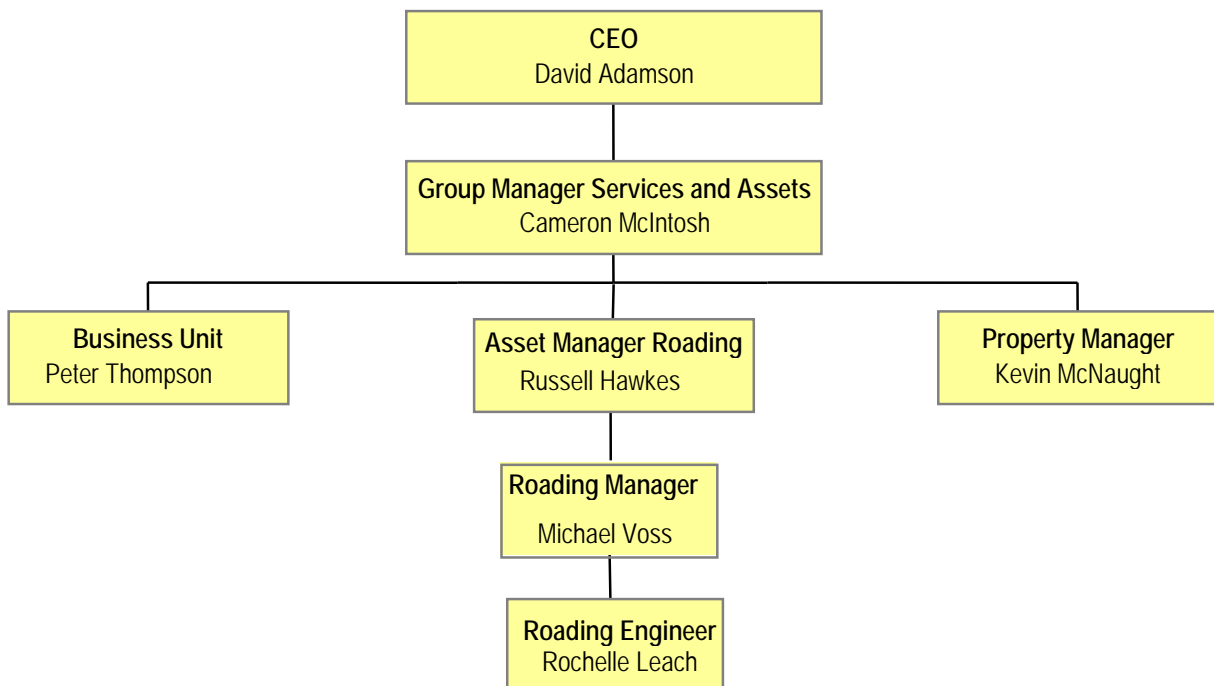 CEO
David Adamson
Group Manager Services and Assets
Cameron McIntosh
Business Unit
Peter Thompson
Asset Manager Roading
Russell Hawkes
Property Manager
Kevin McNaught
Roading Manager
Michael Voss
Roading Engineer
Rochelle Leach